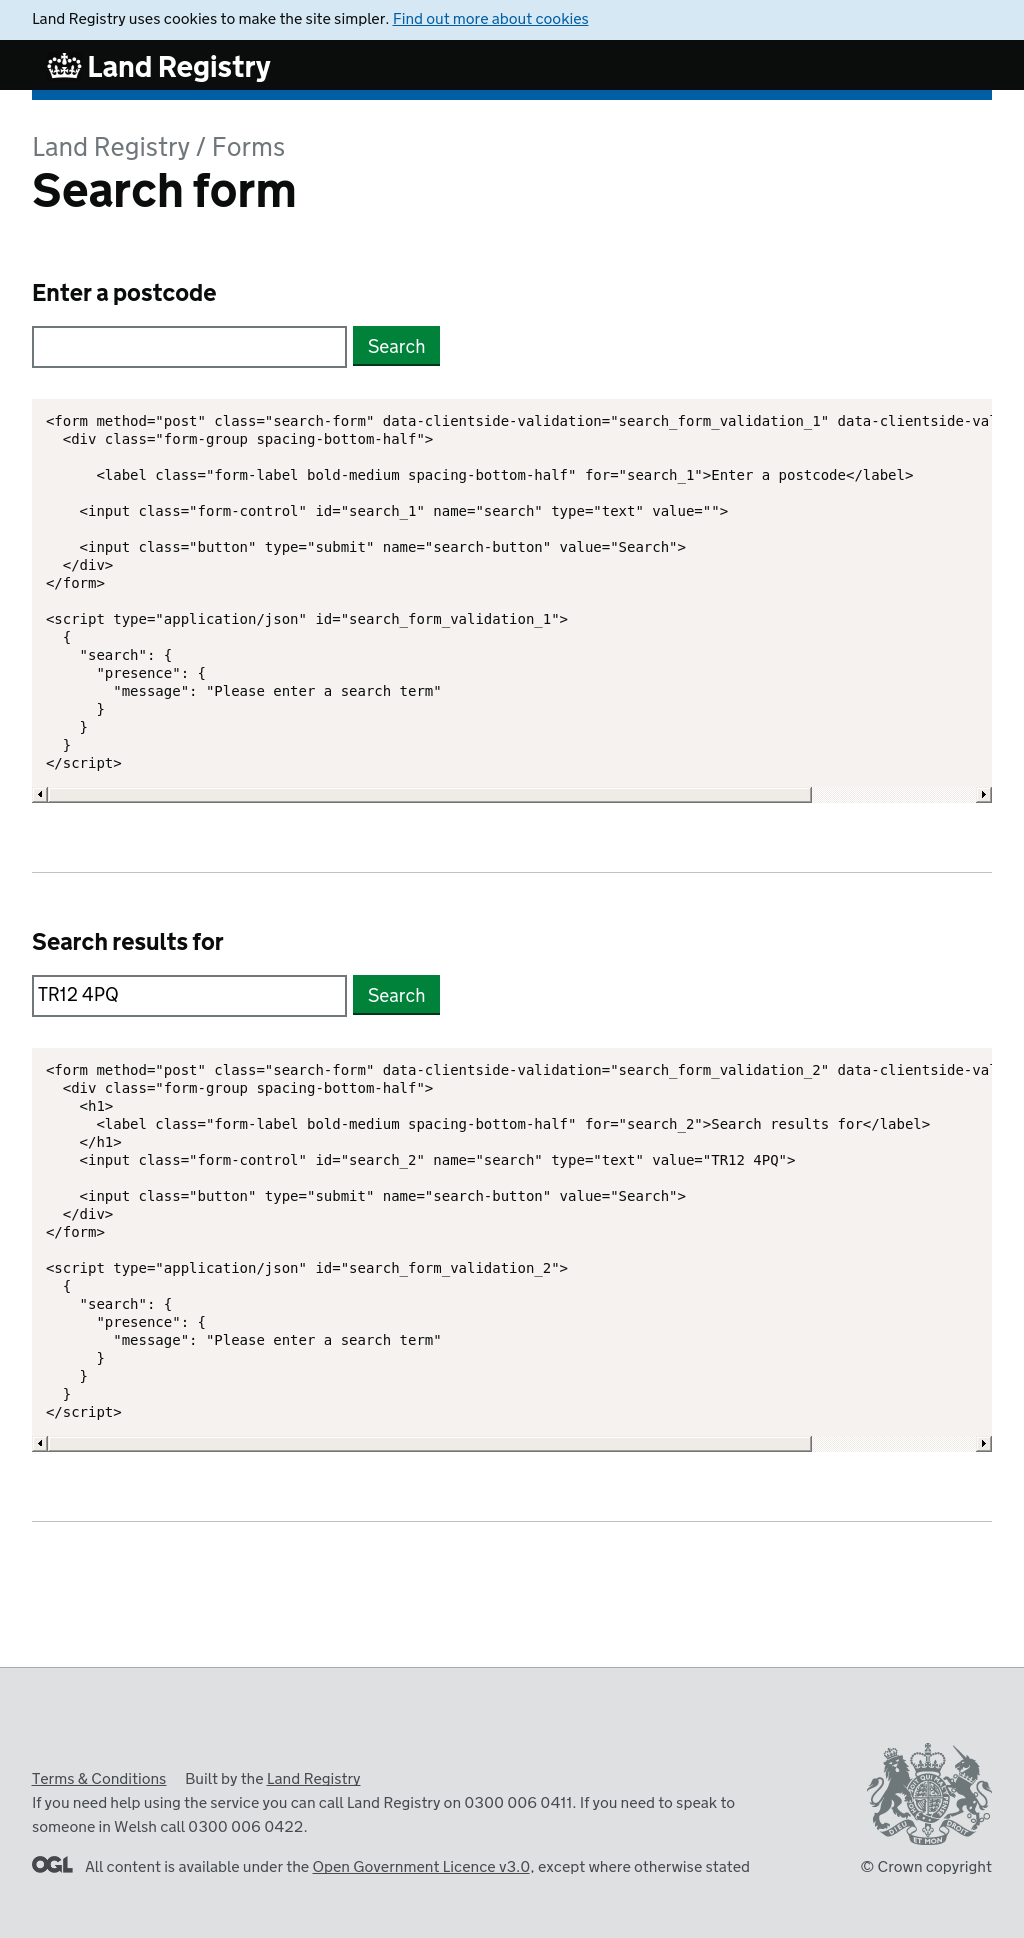 Land Registry uses cookies to make the site simpler. Find out more about cookies
Land Registry
Land Registry / Forms
Search form
Enter a postcode
Search
<form method="post" class="search-form" data-clientside-validation="search_form_validation_1" data-clientside-val
  <div class="form-group spacing-bottom-half">
      <label class="form-label bold-medium spacing-bottom-half" for="search_1">Enter a postcode</label>
    <input class="form-control" id="search_1" name="search" type="text" value="">
    <input class="button" type="submit" name="search-button" value="Search">
  </div>
</form>
<script type="application/json" id="search_form_validation_1">
  {
    "search": {
      "presence": {
        "message": "Please enter a search term"
      }
    }
  }
</script>
Search results for
TR12 4PQ
Search
<form method="post" class="search-form" data-clientside-validation="search_form_validation_2" data-clientside-val
  <div class="form-group spacing-bottom-half">
    <h1>
      <label class="form-label bold-medium spacing-bottom-half" for="search_2">Search results for</label>
    </h1>
    <input class="form-control" id="search_2" name="search" type="text" value="TR12 4PQ">
    <input class="button" type="submit" name="search-button" value="Search">
  </div>
</form>
<script type="application/json" id="search_form_validation_2">
  {
    "search": {
      "presence": {
        "message": "Please enter a search term"
      }
    }
  }
</script>
Terms & Conditions Built by the Land Registry
If you need help using the service you can call Land Registry on 0300 006 0411. If you need to speak to
someone in Welsh call 0300 006 0422.
OGL All content is available under the Open Government Licence v3.0, except where otherwise stated
DIEU ET MON DROIT
© Crown copyright